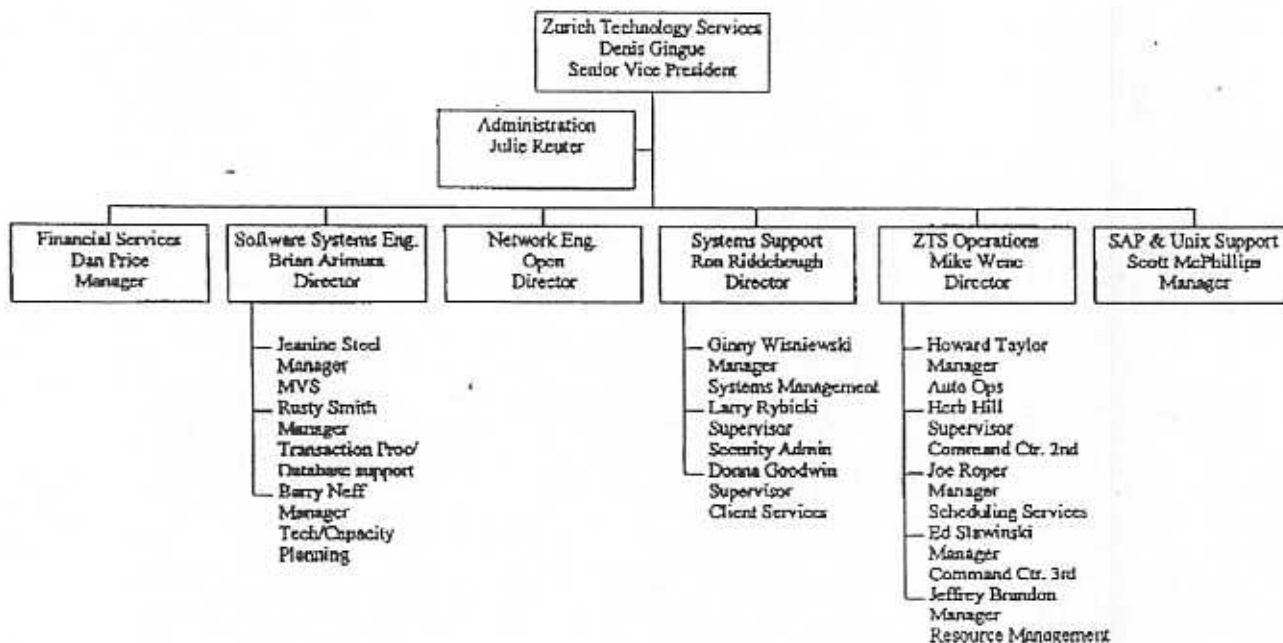 Zurich Technology Services
Denis Gingue
Senior Vice President
Administration
Julie Reuter
Financial Services
Dan Price
Manager
Software Systems Eng.
Brian Arimura
Director
Network Eng.
Open
Director
Systems Support
Ron Riddebough
Director
ZTS Operations
Mike Wenc
Director
SAP & Unix Support
Scott McPhillips
Manager
Jeanine Steel
Manager
MVS
Rusty Smith
Manager
Transaction Proc/
Database support
Barry Neff
Manager
Tech/Capacity
Planning
Ginny Wisniewski
Manager
Systems Management
Larry Rybicki
Supervisor
Security Admin
Donna Goodwin
Supervisor
Client Services
Howard Taylor
Manager
Auto Ops
Herb Hill
Supervisor
Command Ctr. 2nd
Joe Roper
Manager
Scheduling Services
Ed Slawinski
Manager
Command Ctr. 3rd
Jeffrey Brandon
Manager
Resource Management